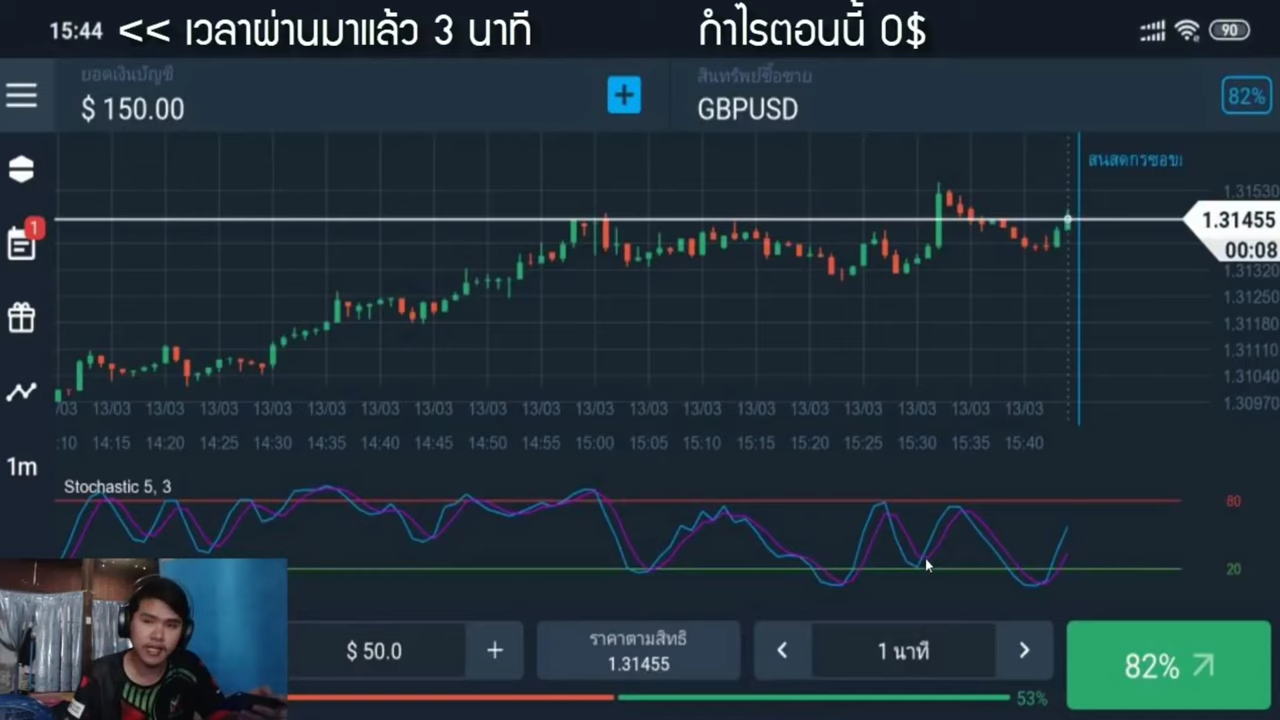 15:44 << เวลาผ่านมาแล้ว 3 นาที กำไรตอนนี้ 0$ 90
ยอดเงินบัญชี สินทรัพย์ซื้อขาย
$ 150.00 + GBPUSD 82%
1.31530
1.31455
1
00:08
1.31320
1.31250
1.31180
1.31110
1.31040
1.30970
/03 13/03 13/03 13/03 13/03 13/03 13/03 13/03 13/03 13/03 13/03 13/03 13/03 13/03 13/03 13/03 13/03 13/03 13/03
:10 14:15 14:20 14:25 14:30 14:35 14:40 14:45 14:50 14:55 15:00 15:05 15:10 15:15 15:20 15:25 15:30 15:35 15:40
1m
Stochastic 5, 3
80
20
$ 50.0 + ราคาตามสิทธิ 1 นาที 82%
1.31455
53%